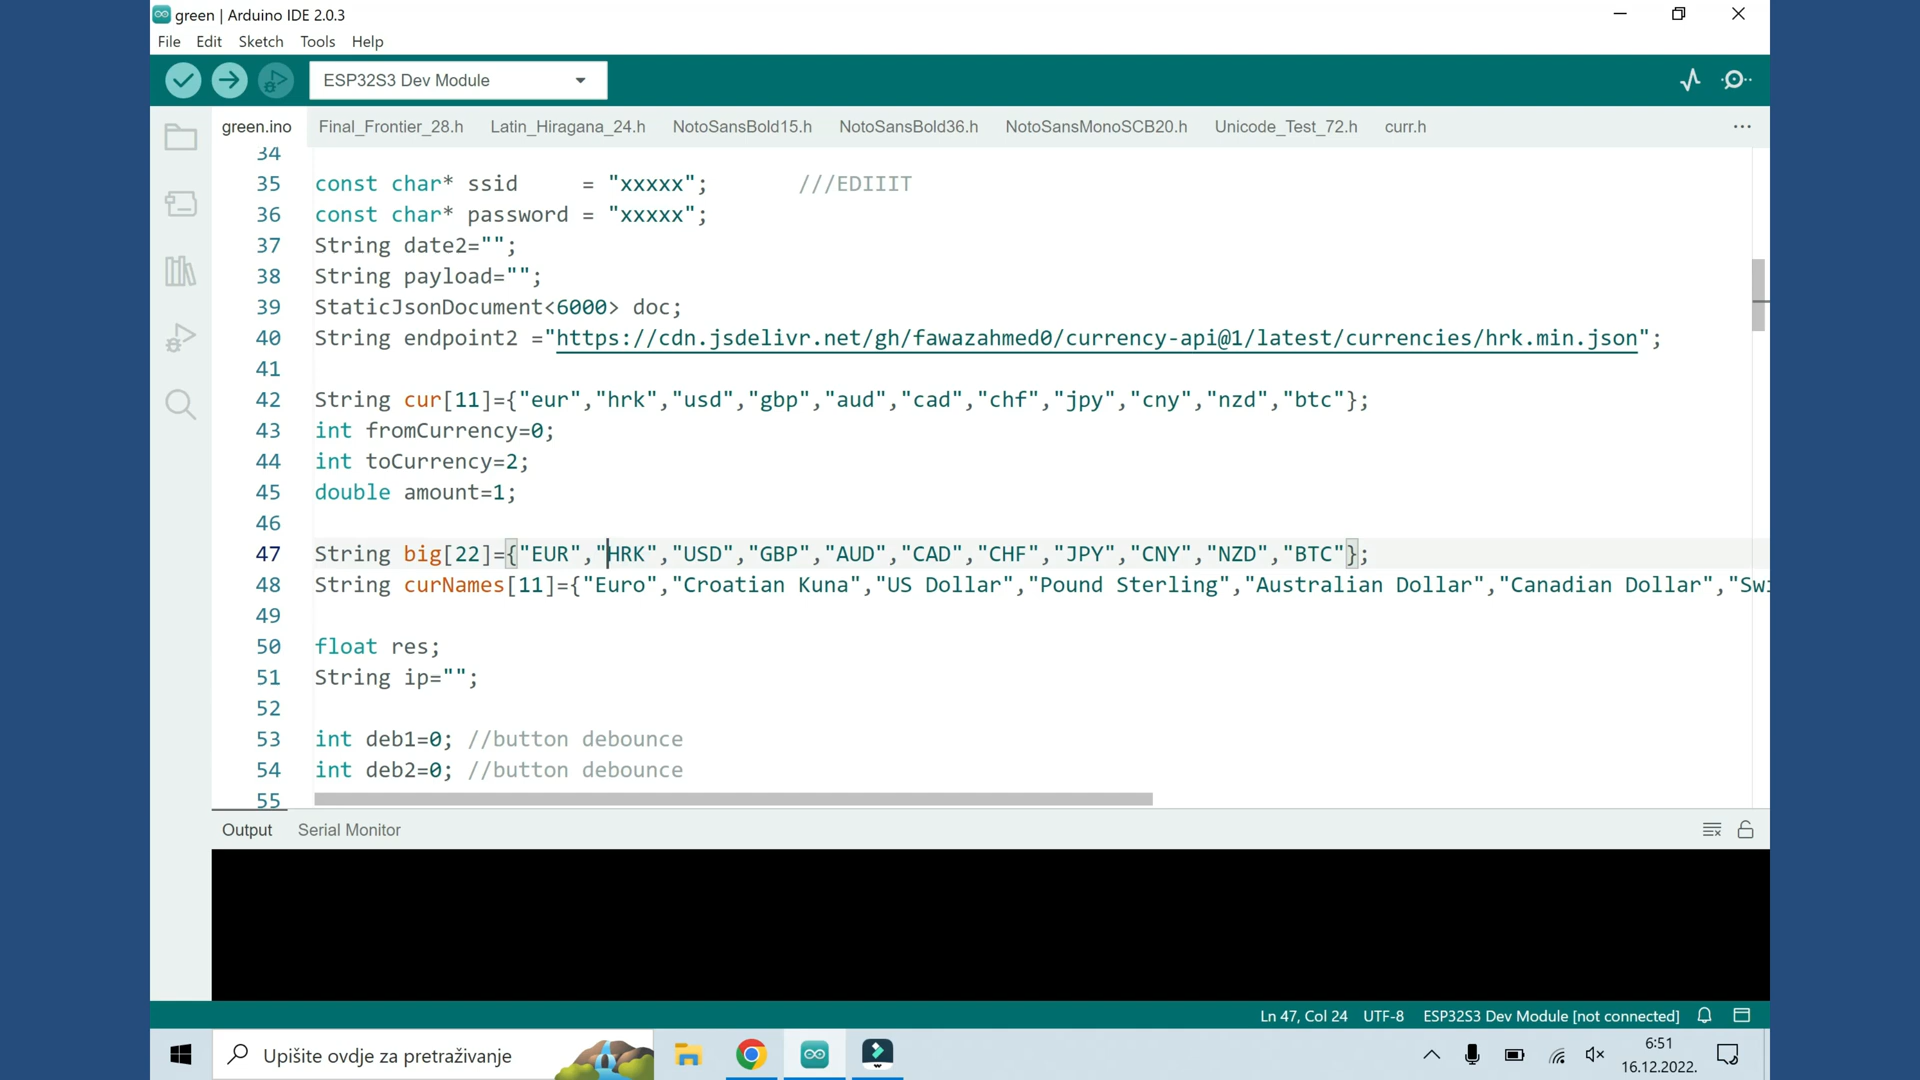 green | Arduino IDE 2.0.3
File Edit Sketch Tools Help
ESP32S3 Dev Module
green.ino Final_Frontier_28.h Latin_Hiragana_24.h NotoSansBold15.h NotoSansBold36.h NotoSansMonoSCB20.h Unicode_Test_72.h curr.h ...
34
35 const char* ssid     = "xxxxx";       ///EDIIIT
36 const char* password = "xxxxx";
37 String date2="";
38 String payload="";
39 StaticJsonDocument<6000> doc;
40 String endpoint2 ="https://cdn.jsdelivr.net/gh/fawazahmed0/currency-api@1/latest/currencies/hrk.min.json";
41
42 String cur[11]={"eur","hrk","usd","gbp","aud","cad","chf","jpy","cny","nzd","btc"};
43 int fromCurrency=0;
44 int toCurrency=2;
45 double amount=1;
46
47 String big[22]={"EUR","HRK","USD","GBP","AUD","CAD","CHF","JPY","CNY","NZD","BTC"};
48 String curNames[11]={"Euro","Croatian Kuna","US Dollar","Pound Sterling","Australian Dollar","Canadian Dollar","Swi
49
50 float res;
51 String ip="";
52
53 int deb1=0; //button debounce
54 int deb2=0; //button debounce
55
Output Serial Monitor
Ln 47, Col 24 UTF-8 ESP32S3 Dev Module [not connected]
Upišite ovdje za pretraživanje
6:51
16.12.2022.